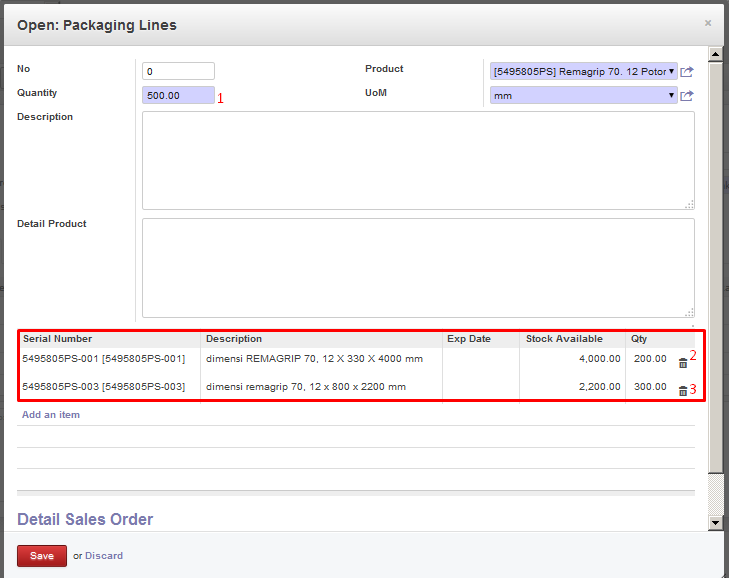 Open: Packaging Lines ×
No 0 Product [5495805PS] Remagrip 70. 12 Potor
Quantity 500.00 1 UoM mm
Description
Detail Product
Serial Number Description Exp Date Stock Available Qty
5495805PS-001 [5495805PS-001] dimensi REMAGRIP 70, 12 X 330 X 4000 mm 4,000.00 200.00 2
5495805PS-003 [5495805PS-003] dimensi remagrip 70, 12 x 800 x 2200 mm 2,200.00 300.00 3
Add an item
Detail Sales Order
Save or Discard